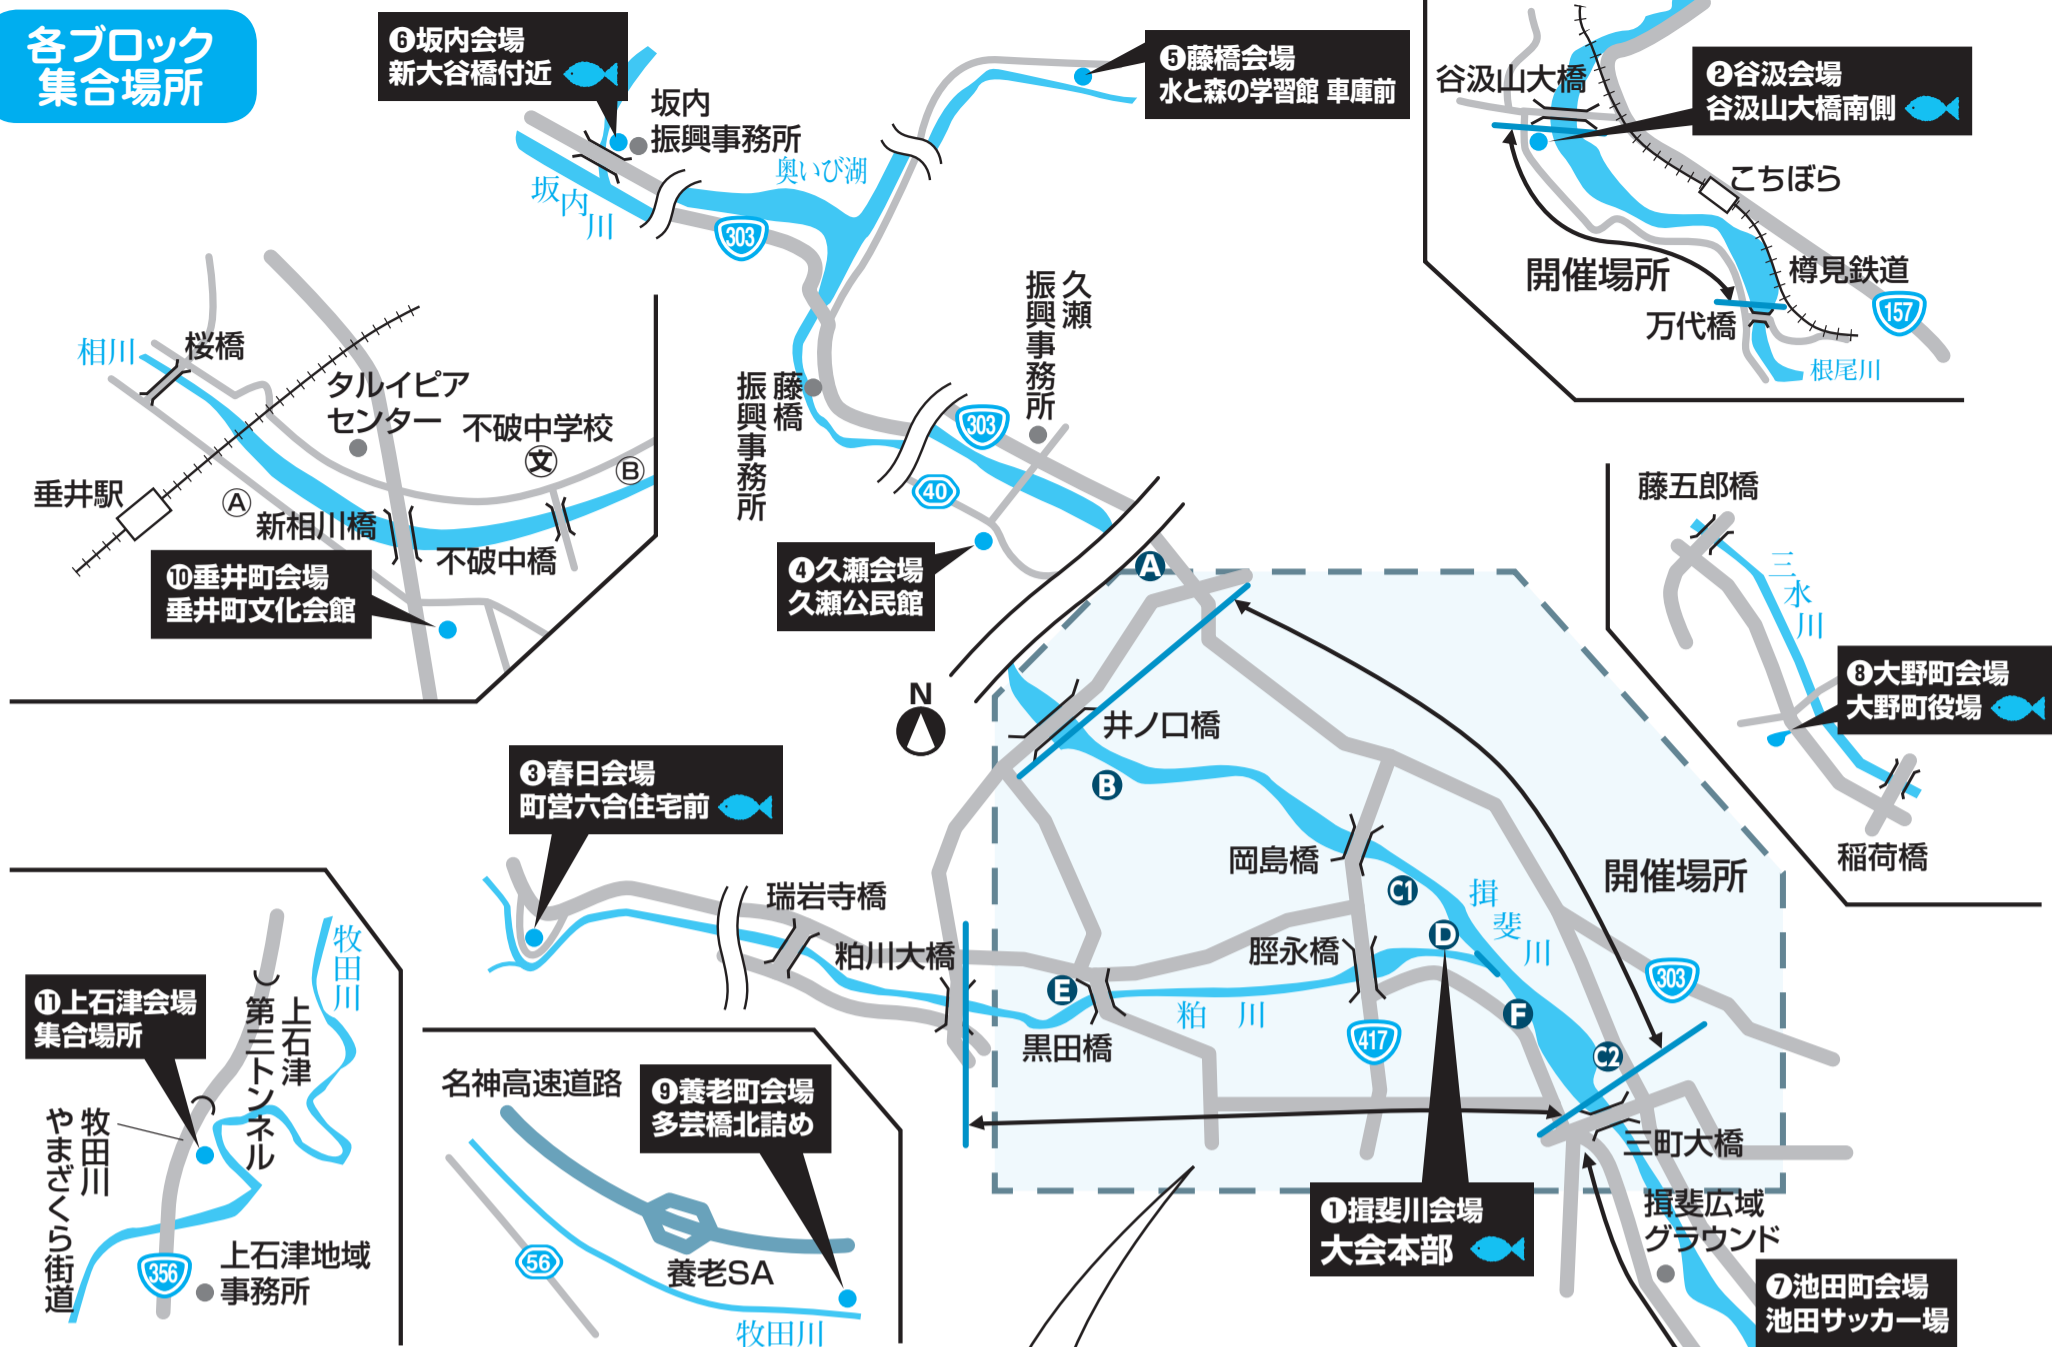 各ブロック
集合場所
❻坂内会場
新大谷橋付近
坂内
振興事務所
坂内川
奥いび湖
303
❺藤橋会場
水と森の学習館 車庫前
谷汲山大橋
❷谷汲会場
谷汲山大橋南側
こちぼら
開催場所
樽見鉄道
157
万代橋
根尾川
相川
桜橋
タルイピア
センター
不破中学校
文
B
垂井駅
A
新相川橋
不破中橋
❿垂井町会場
垂井町文化会館
久瀬
振興事務所
藤橋
振興事務所
303
40
❹久瀬会場
久瀬公民館
藤五郎橋
三水川
❽大野町会場
大野町役場
稲荷橋
N
A
井ノ口橋
B
❸春日会場
町営六合住宅前
瑞岩寺橋
粕川大橋
岡島橋
C1
揖斐川
開催場所
D
脛永橋
E
粕川
黒田橋
417
F
303
C2
三町大橋
❶揖斐川会場
大会本部
揖斐広域
グラウンド
❼池田町会場
池田サッカー場
牧田川
⓫上石津会場
集合場所
上石津
第三トンネル
牧田川
やまざくら街道
356
上石津地域
事務所
名神高速道路
❾養老町会場
多芸橋北詰め
56
養老SA
牧田川